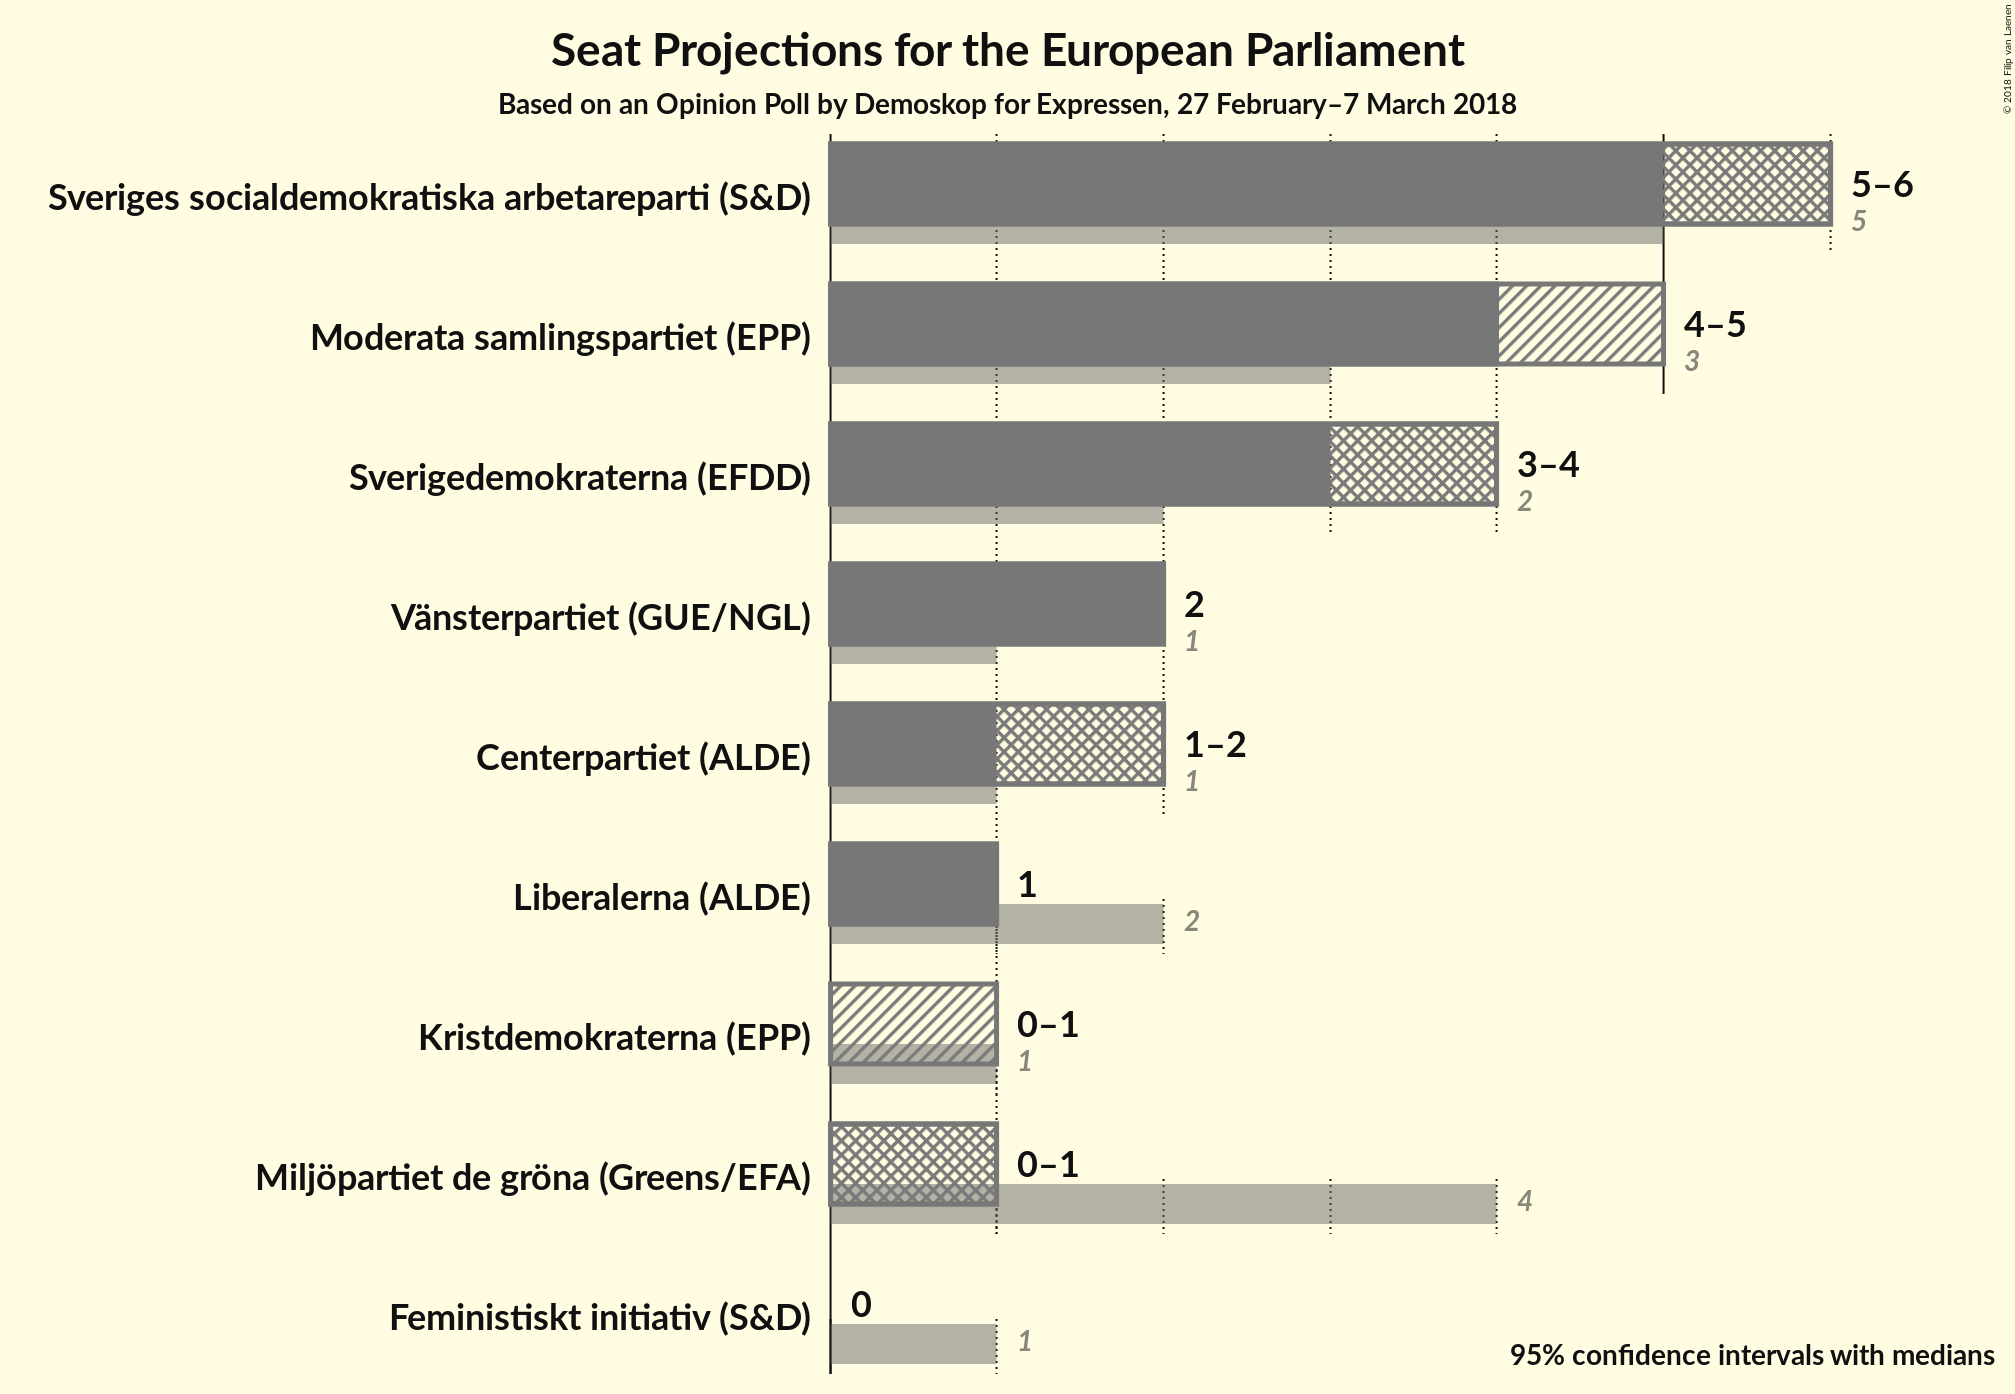 Seat Projections for the European Parliament
Based on an Opinion Poll by Demoskop for Expressen, 27 February–7 March 2018
© 2018 Filip van Laenen
Sveriges socialdemokratiska arbetareparti (S&D)
5–6
5
Moderata samlingspartiet (EPP)
4–5
3
Sverigedemokraterna (EFDD)
3–4
2
Vänsterpartiet (GUE/NGL)
2
1
Centerpartiet (ALDE)
1–2
1
Liberalerna (ALDE)
1
2
Kristdemokraterna (EPP)
0–1
1
Miljöpartiet de gröna (Greens/EFA)
0–1
4
Feministiskt initiativ (S&D)
0
1
95% confidence intervals with medians